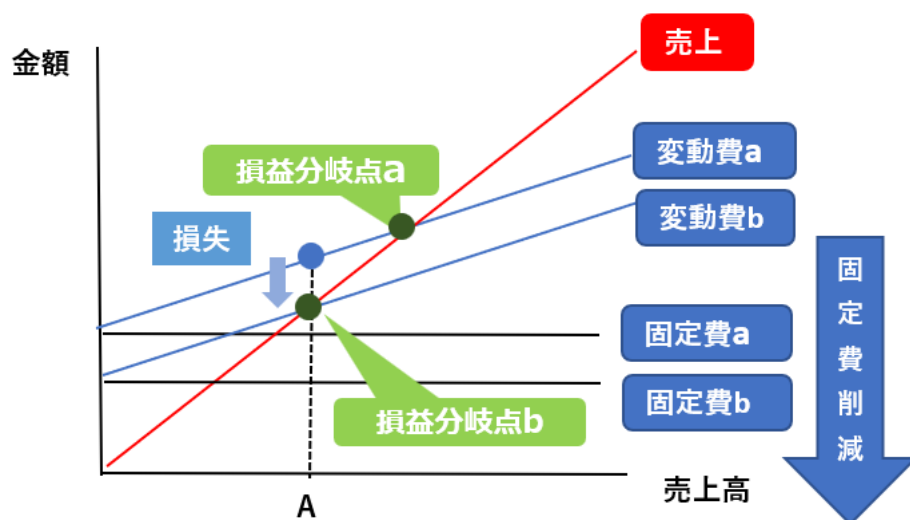 金額
売上
変動費a
損益分岐点a
変動費b
損失
固定費a
固定費b
損益分岐点b
固定費削減
売上高
A